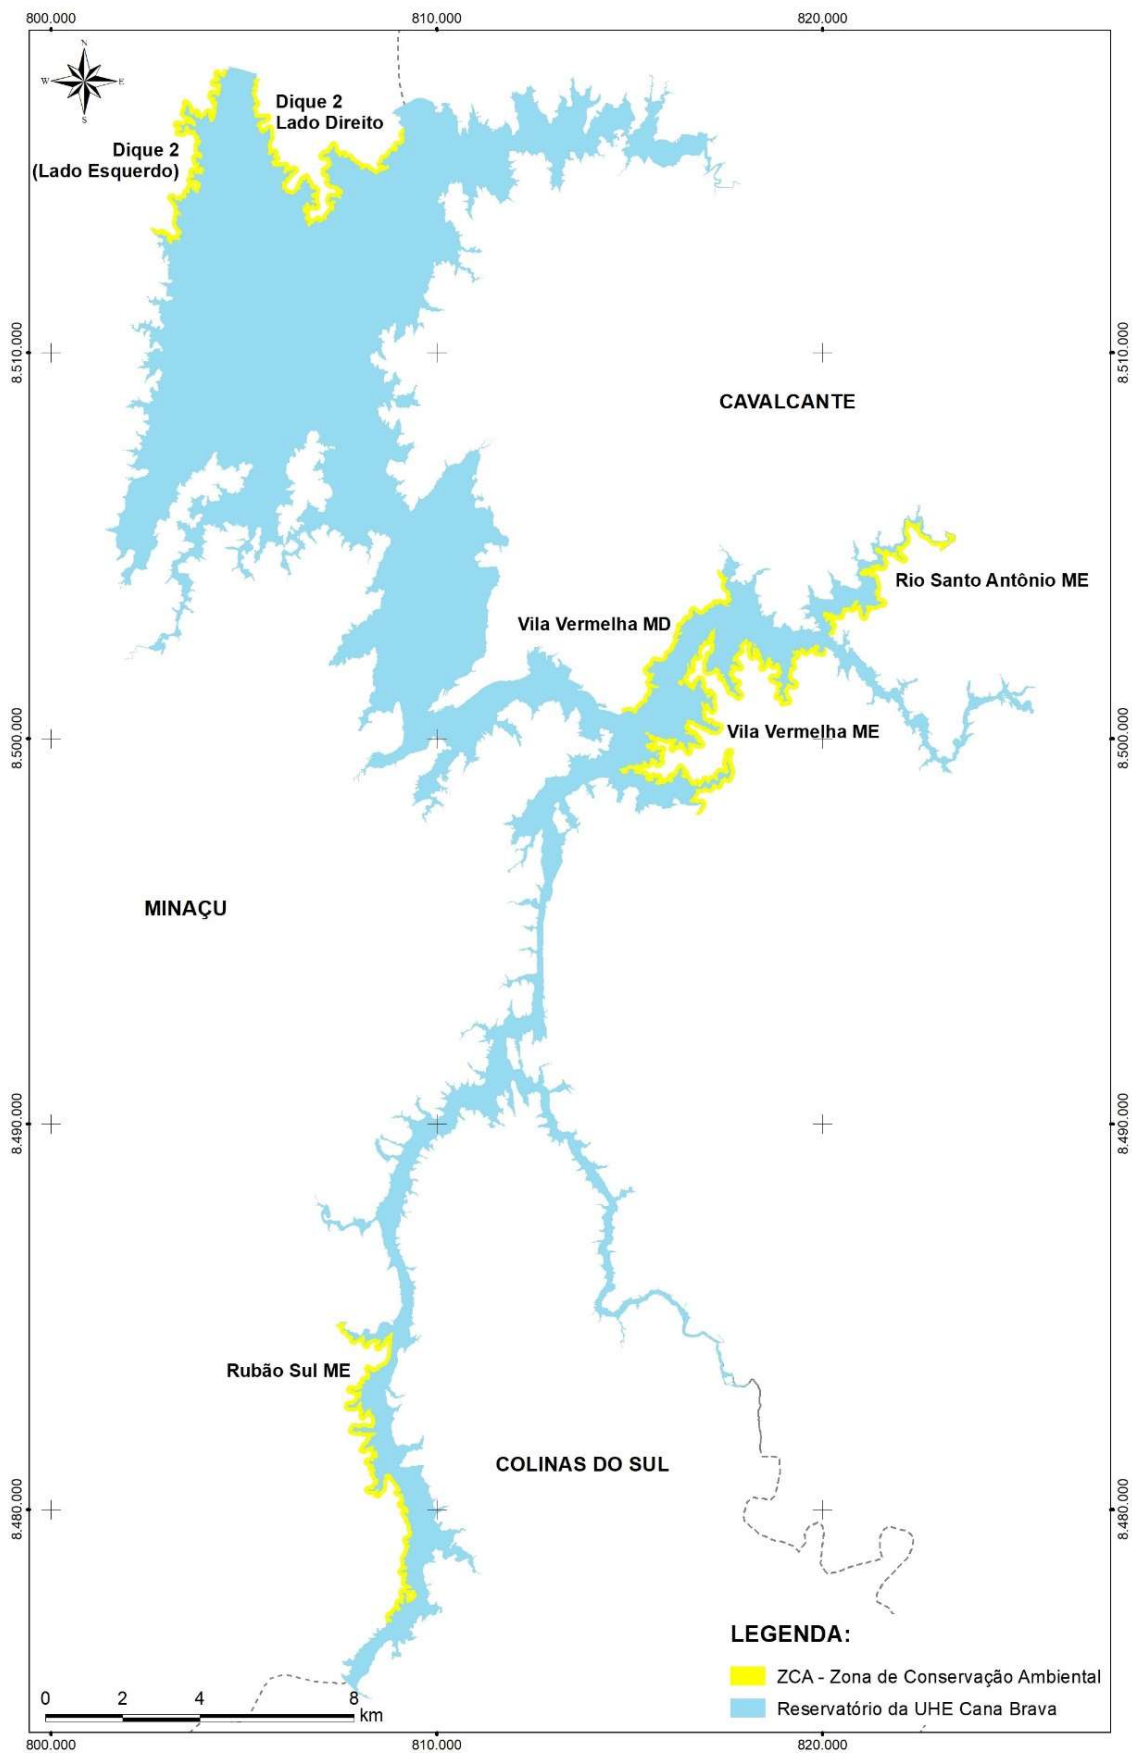 800.000
810.000
820.000
N
W
E
S
Dique 2
Lado Direito
Dique 2
(Lado Esquerdo)
8.510.000
8.510.000
CAVALCANTE
Rio Santo Antônio ME
Vila Vermelha MD
Vila Vermelha ME
8.500.000
8.500.000
MINAÇU
8.490.000
8.490.000
Rubão Sul ME
COLINAS DO SUL
8.480.000
8.480.000
LEGENDA:
ZCA - Zona de Conservação Ambiental
Reservatório da UHE Cana Brava
0 2 4 8
km
800.000
810.000
820.000